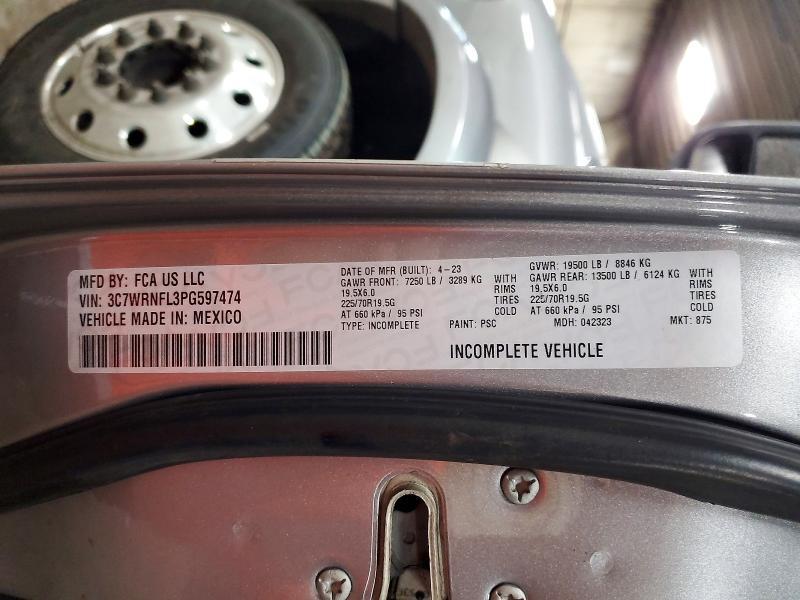 MFD BY: FCA US LLC
VIN: 3C7WRNFL3PG597474
VEHICLE MADE IN: MEXICO
DATE OF MFR (BUILT): 4-23
GAWR FRONT: 7250 LB / 3289 KG WITH
19.5X6.0 RIMS
225/70R19.5G TIRES
AT 660 kPa / 95 PSI COLD
TYPE: INCOMPLETE PAINT: PSC
GVWR: 19500 LB / 8846 KG
GAWR REAR: 13500 LB / 6124 KG WITH
19.5X6.0 RIMS
225/70R19.5G TIRES
AT 660 kPa / 95 PSI COLD
MDH: 042323 MKT: 875
INCOMPLETE VEHICLE